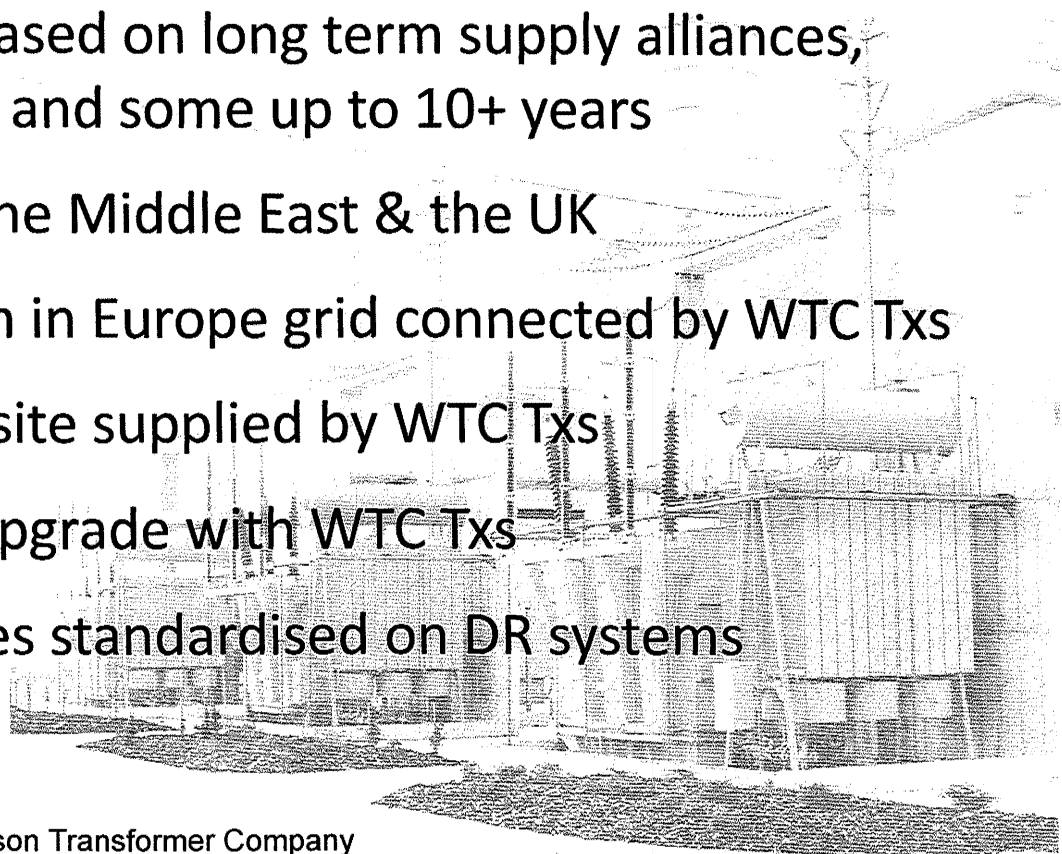 ased on long term supply alliances,
and some up to 10+ years
he Middle East & the UK
n in Europe grid connected by WTC Txs
site supplied by WTC Txs
pgrade with WTC Txs
es standardised on DR systems
son Transformer Company